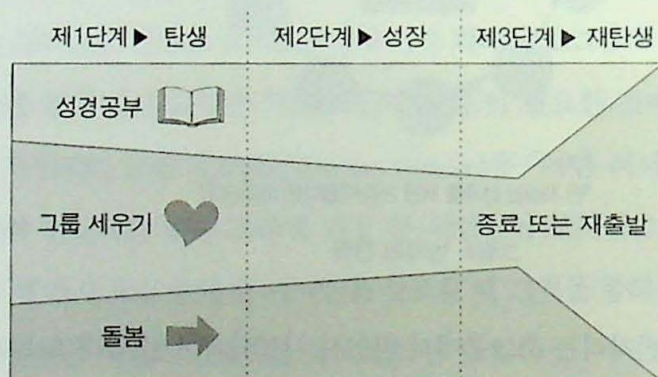 제1단계▶ 탄생
제2단계▶ 성장
제3단계▶ 재탄생
성경공부
그룹 세우기
종료 또는 재출발
돌봄